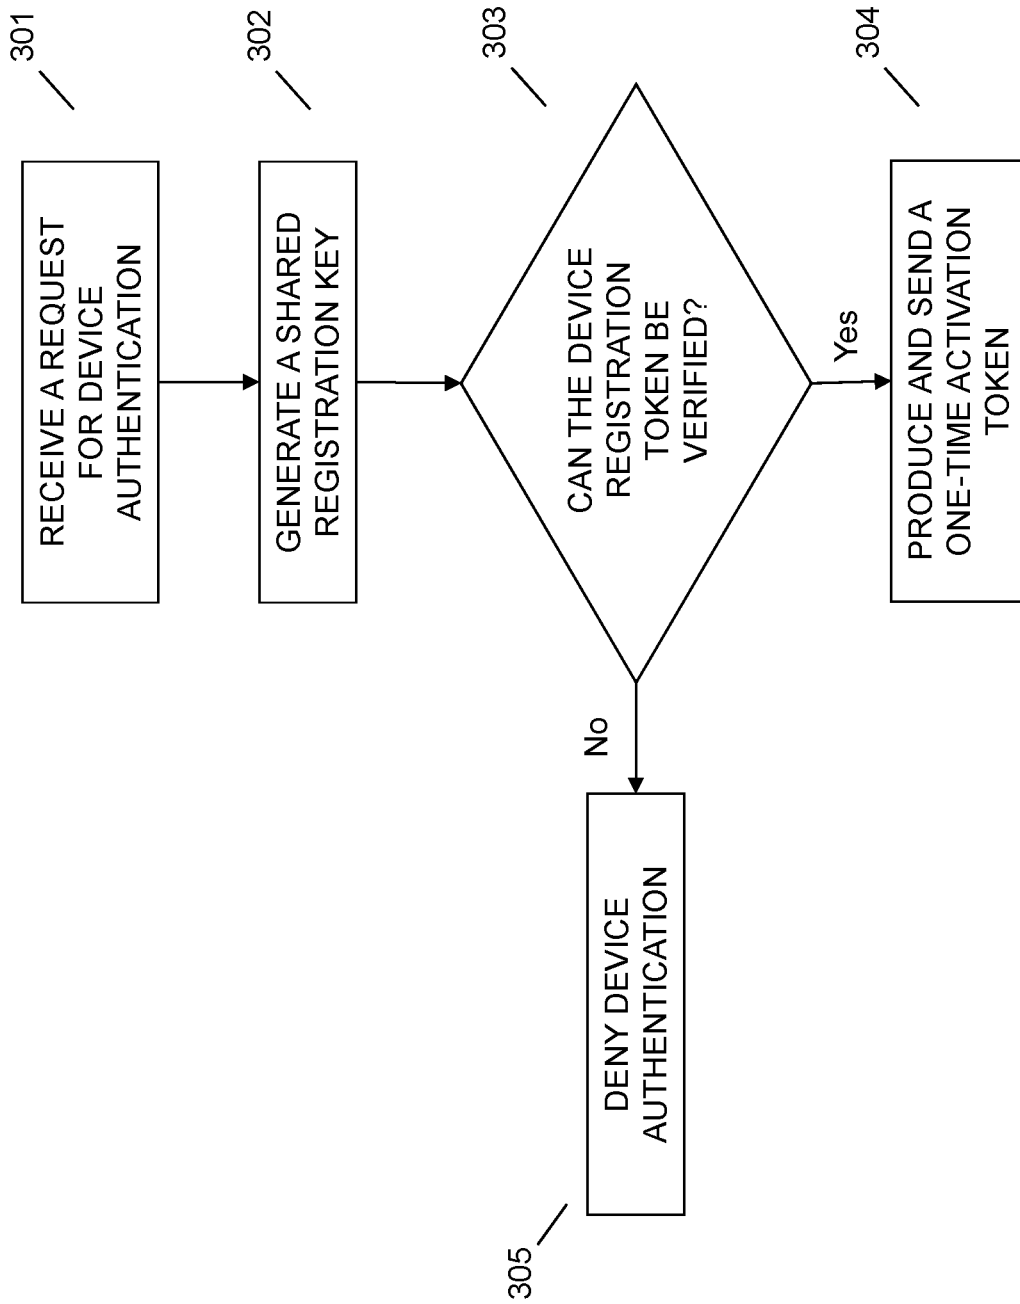 301
RECEIVE A REQUEST
FOR DEVICE
AUTHENTICATION
302
GENERATE A SHARED
REGISTRATION KEY
303
CAN THE DEVICE
REGISTRATION
TOKEN BE
VERIFIED?
No
Yes
305
DENY DEVICE
AUTHENTICATION
304
PRODUCE AND SEND A
ONE-TIME ACTIVATION
TOKEN